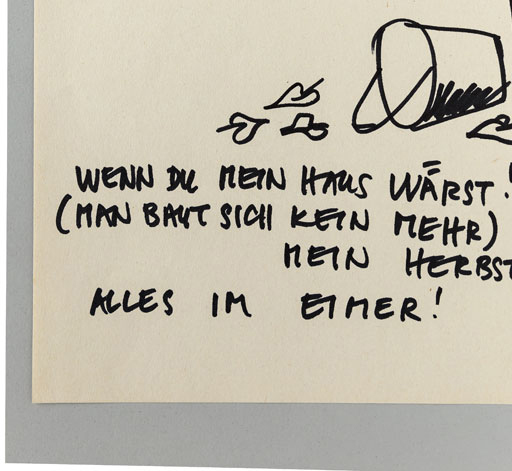 WENN DU MEIN HAUS WÄRST!
(MAN BAUT SICH KEIN MEHR)
MEIN HERBST
ALLES IM EIMER!